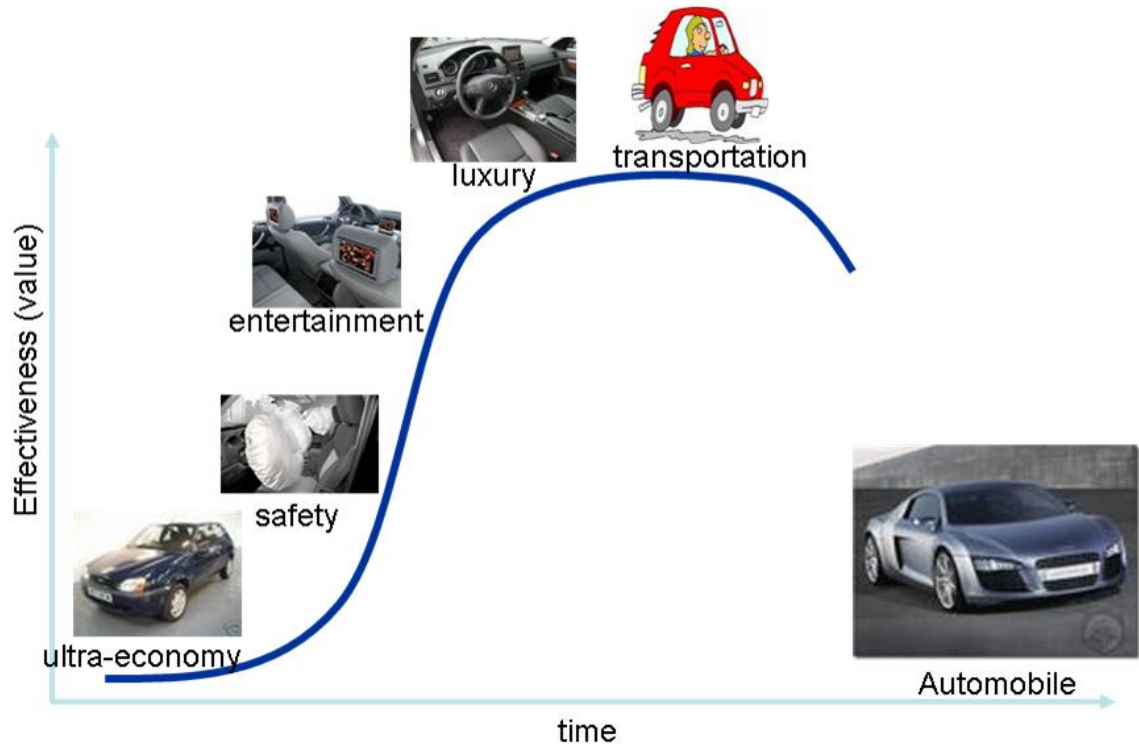 transportation
luxury
entertainment
Effectiveness (value)
safety
ultra-economy
Automobile
time